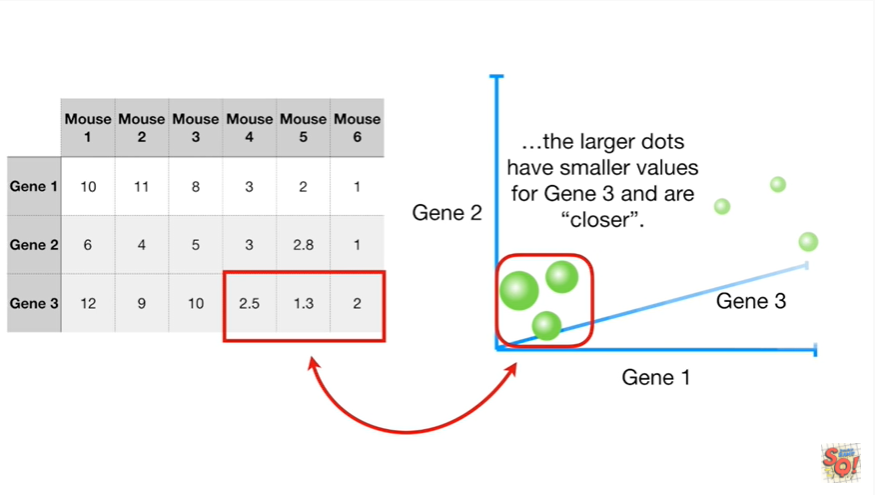 Mouse Mouse Mouse Mouse Mouse Mouse
1 2 3 4 5 6
Gene 1 10 11 8 3 2 1
Gene 2 6 4 5 3 2.8 1
Gene 3 12 9 10 2.5 1.3 2
…the larger dots
have smaller values
for Gene 3 and are
“closer”.
Gene 2
Gene 3
Gene 1
SQ!